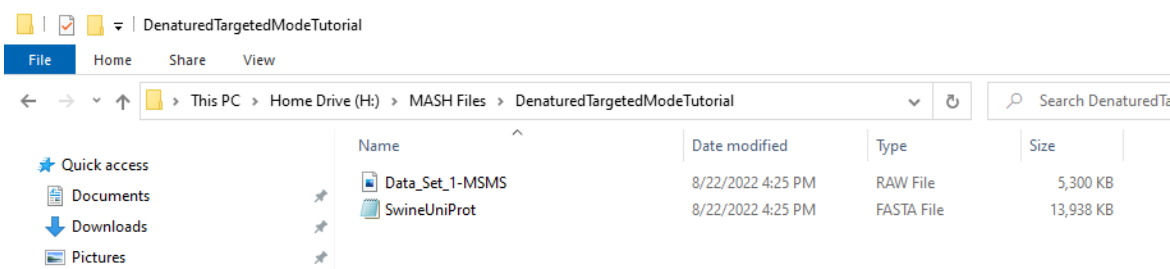 DenaturedTargetedModeTutorial
File Home Share View
This PC > Home Drive (H:) > MASH Files > DenaturedTargetedModeTutorial Search DenaturedTa
Name Date modified Type Size
Quick access
Data_Set_1-MSMS 8/22/2022 4:25 PM RAW File 5,300 KB
Documents
SwineUniProt 8/22/2022 4:25 PM FASTA File 13,938 KB
Downloads
Pictures